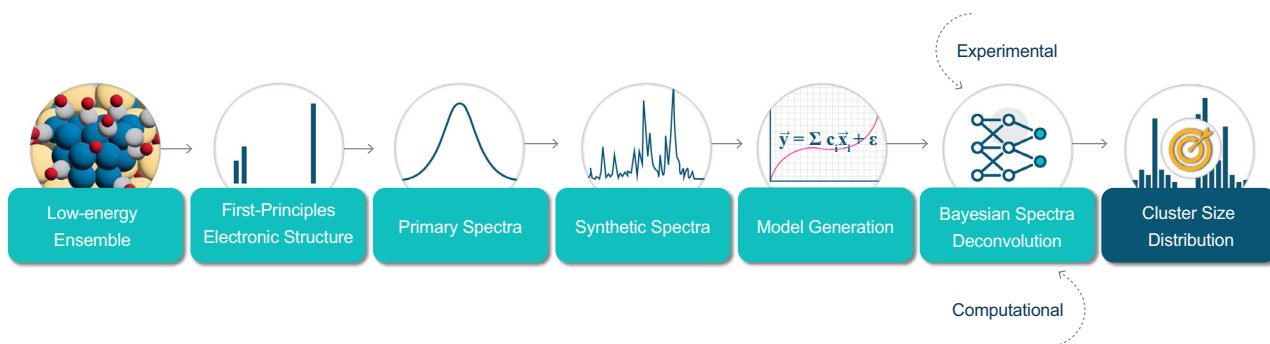 Experimental
y⃗ = Σ cᵢx⃗ᵢ + ε
Low-energy
Ensemble
First-Principles
Electronic Structure
Primary Spectra
Synthetic Spectra
Model Generation
Bayesian Spectra
Deconvolution
Cluster Size
Distribution
Computational